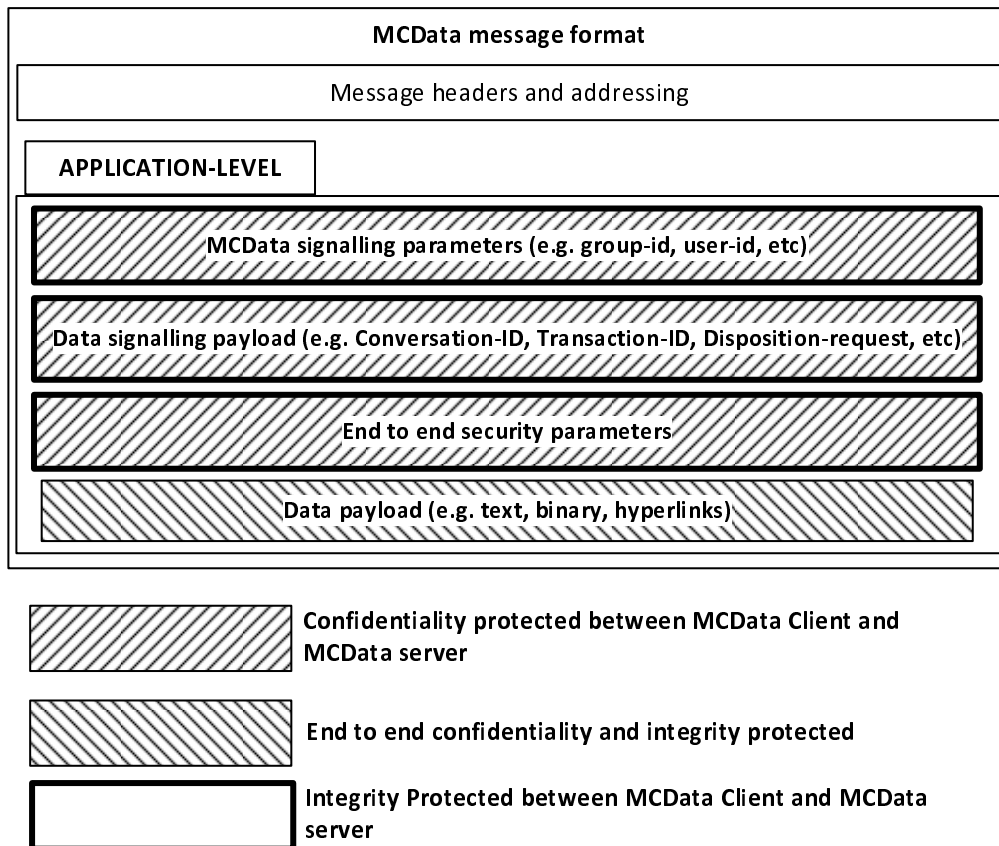 MCData message format
Message headers and addressing
APPLICATION-LEVEL
MCData signalling parameters (e.g. group-id, user-id, etc)
Data signalling payload (e.g. Conversation-ID, Transaction-ID, Disposition-request, etc)
End to end security parameters
Data payload (e.g. text, binary, hyperlinks)
Confidentiality protected between MCData Client and
MCData server
End to end confidentiality and integrity protected
Integrity Protected between MCData Client and MCData
server